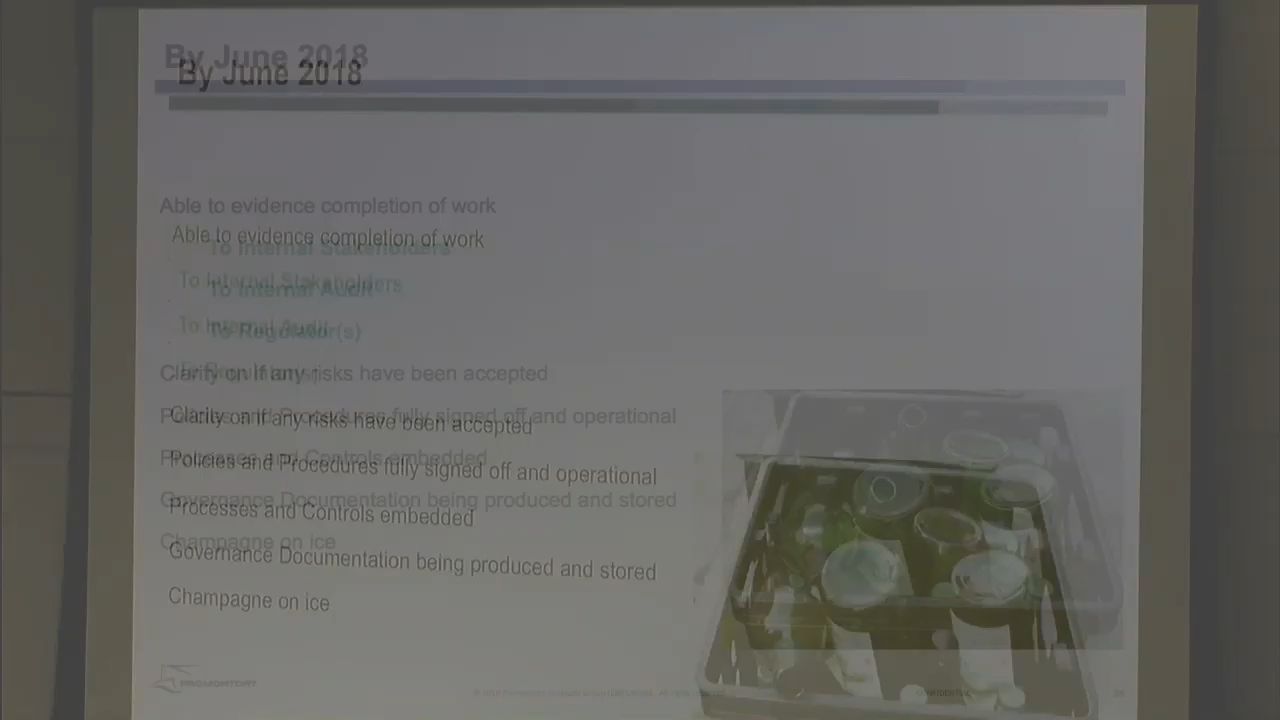 By June 2018
Able to evidence completion of work
To Internal Stakeholders
To Internal Audit
To Regulator(s)
Clarity on if any risks have been accepted
Policies and Procedures fully signed off and operational
Processes and Controls embedded
Governance Documentation being produced and stored
Champagne on ice
PROMONTORY
CONFIDENTIAL